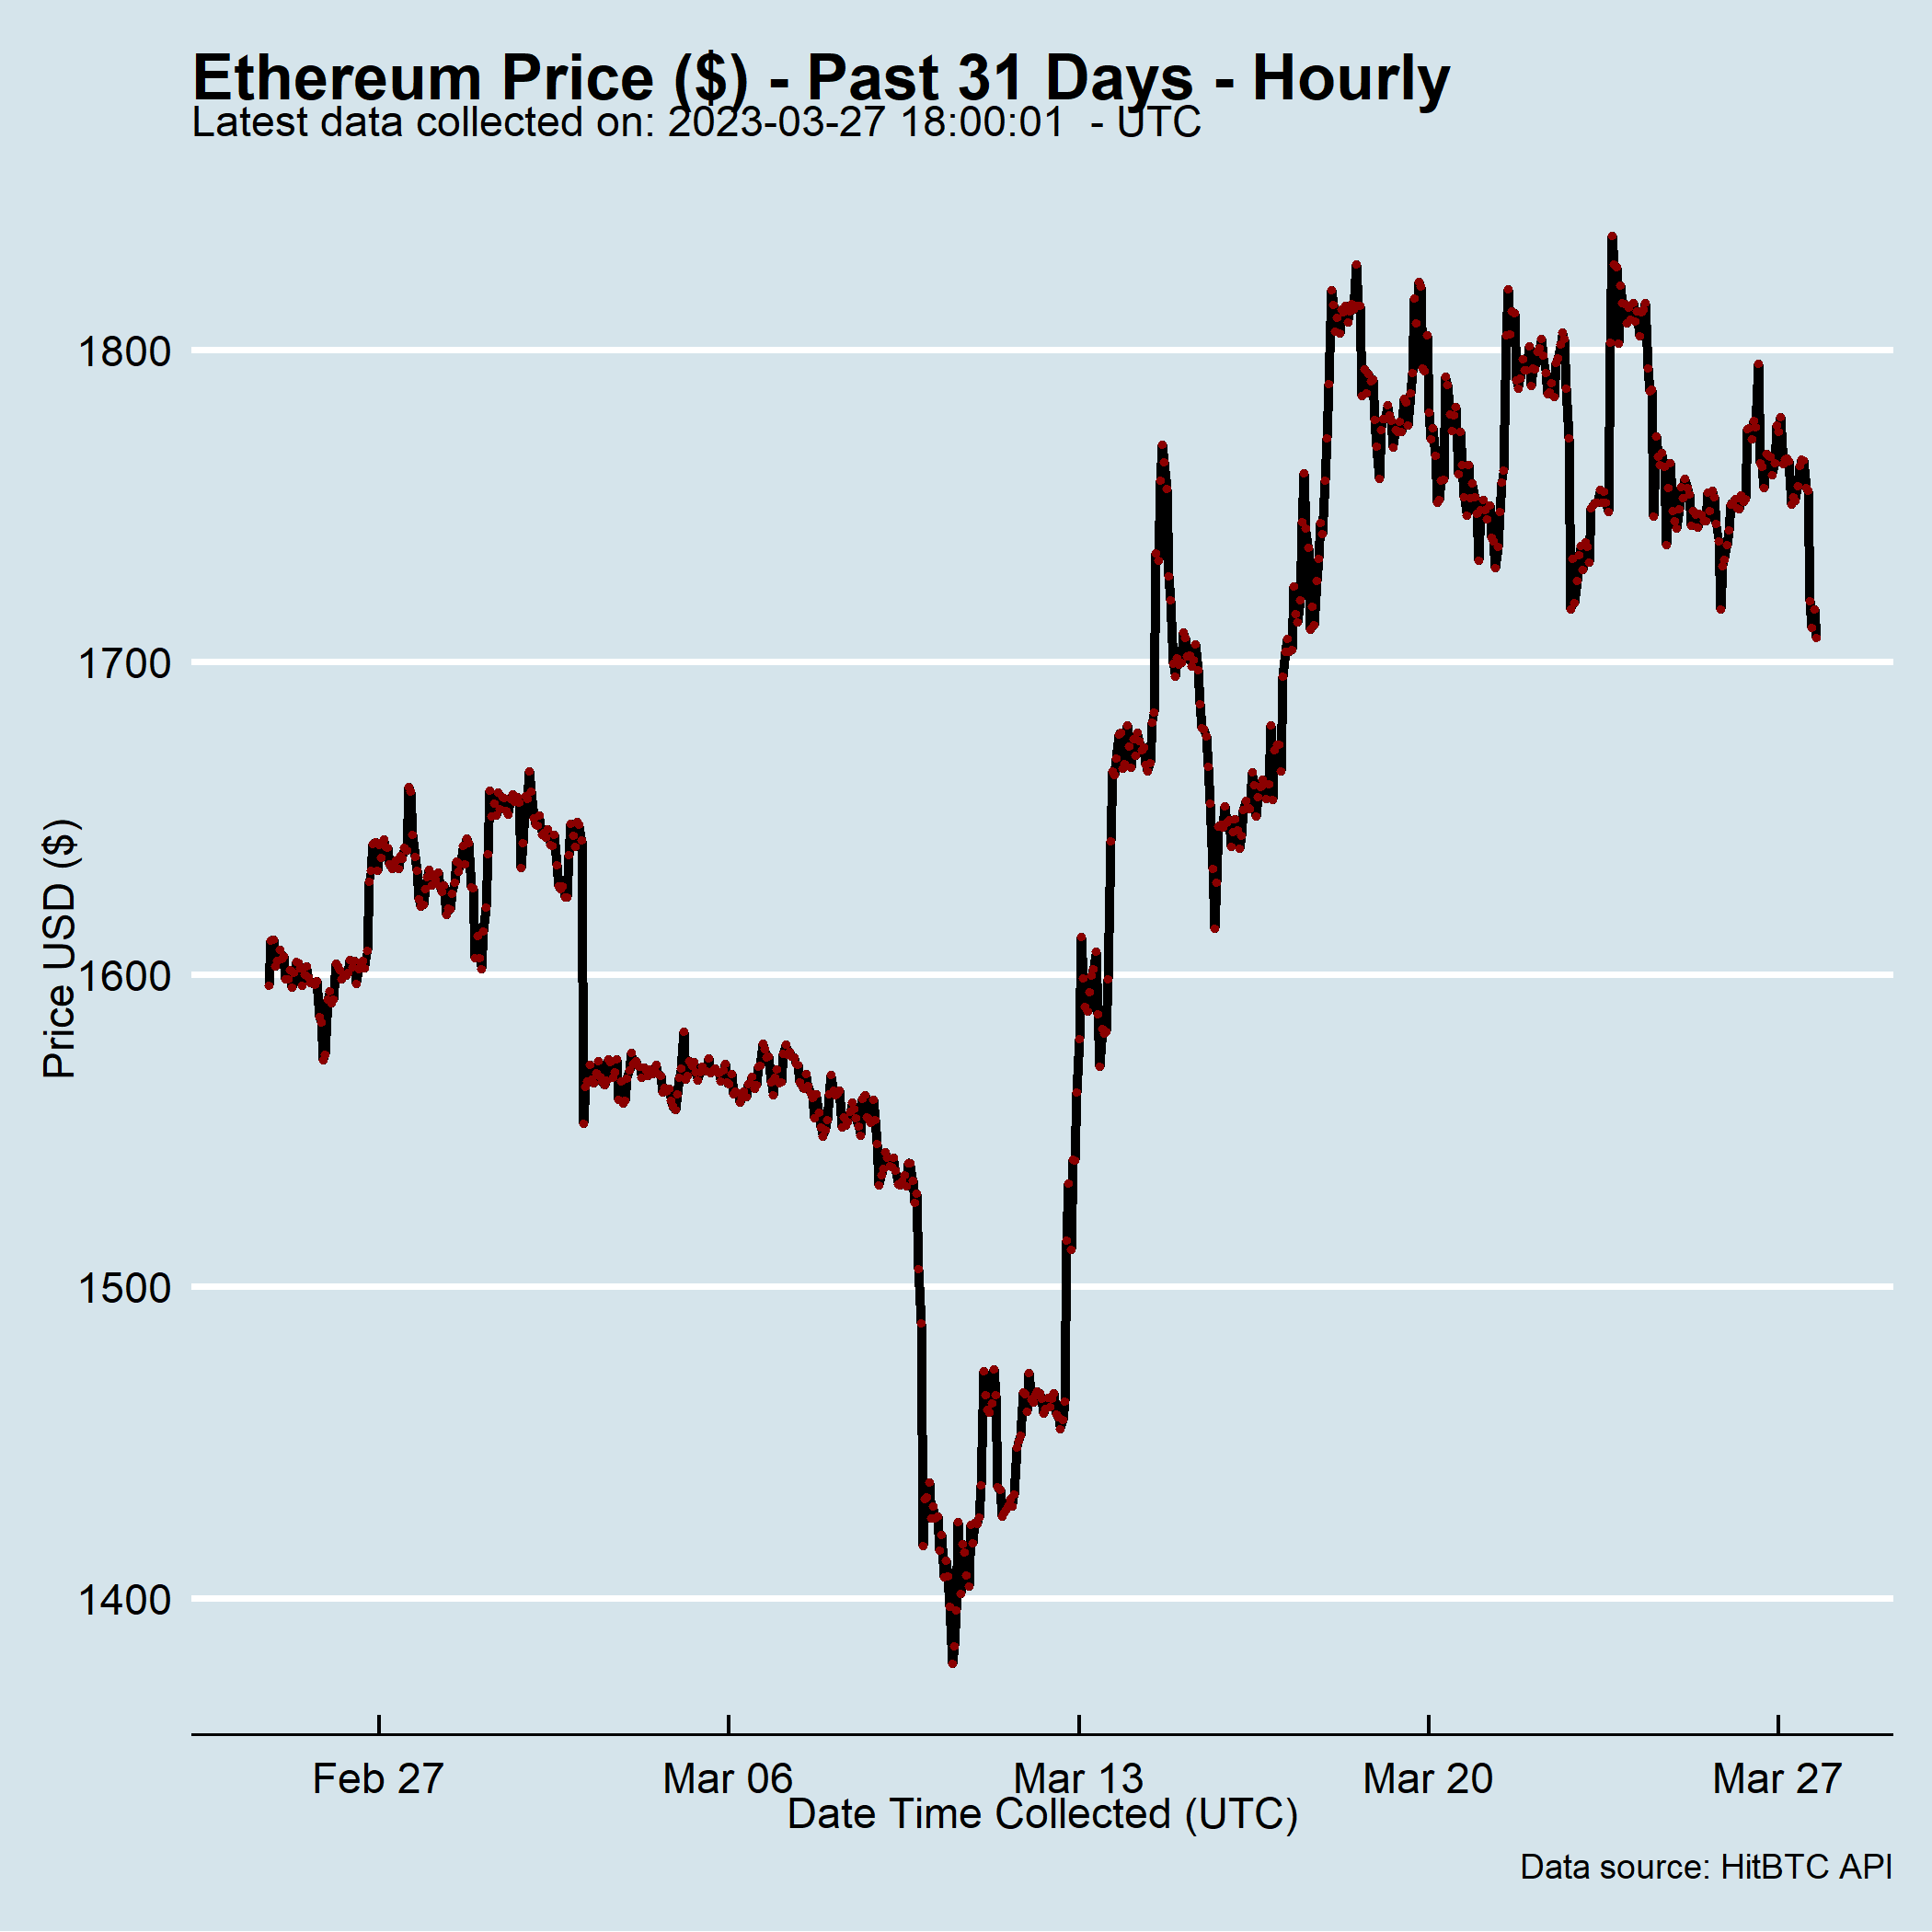 Ethereum Price ($) - Past 31 Days - Hourly
Latest data collected on: 2023-03-27 18:00:01  - UTC
Price USD ($)
1800
1700
1600
1500
1400
Feb 27
Mar 06
Mar 13
Mar 20
Mar 27
Date Time Collected (UTC)
Data source: HitBTC API